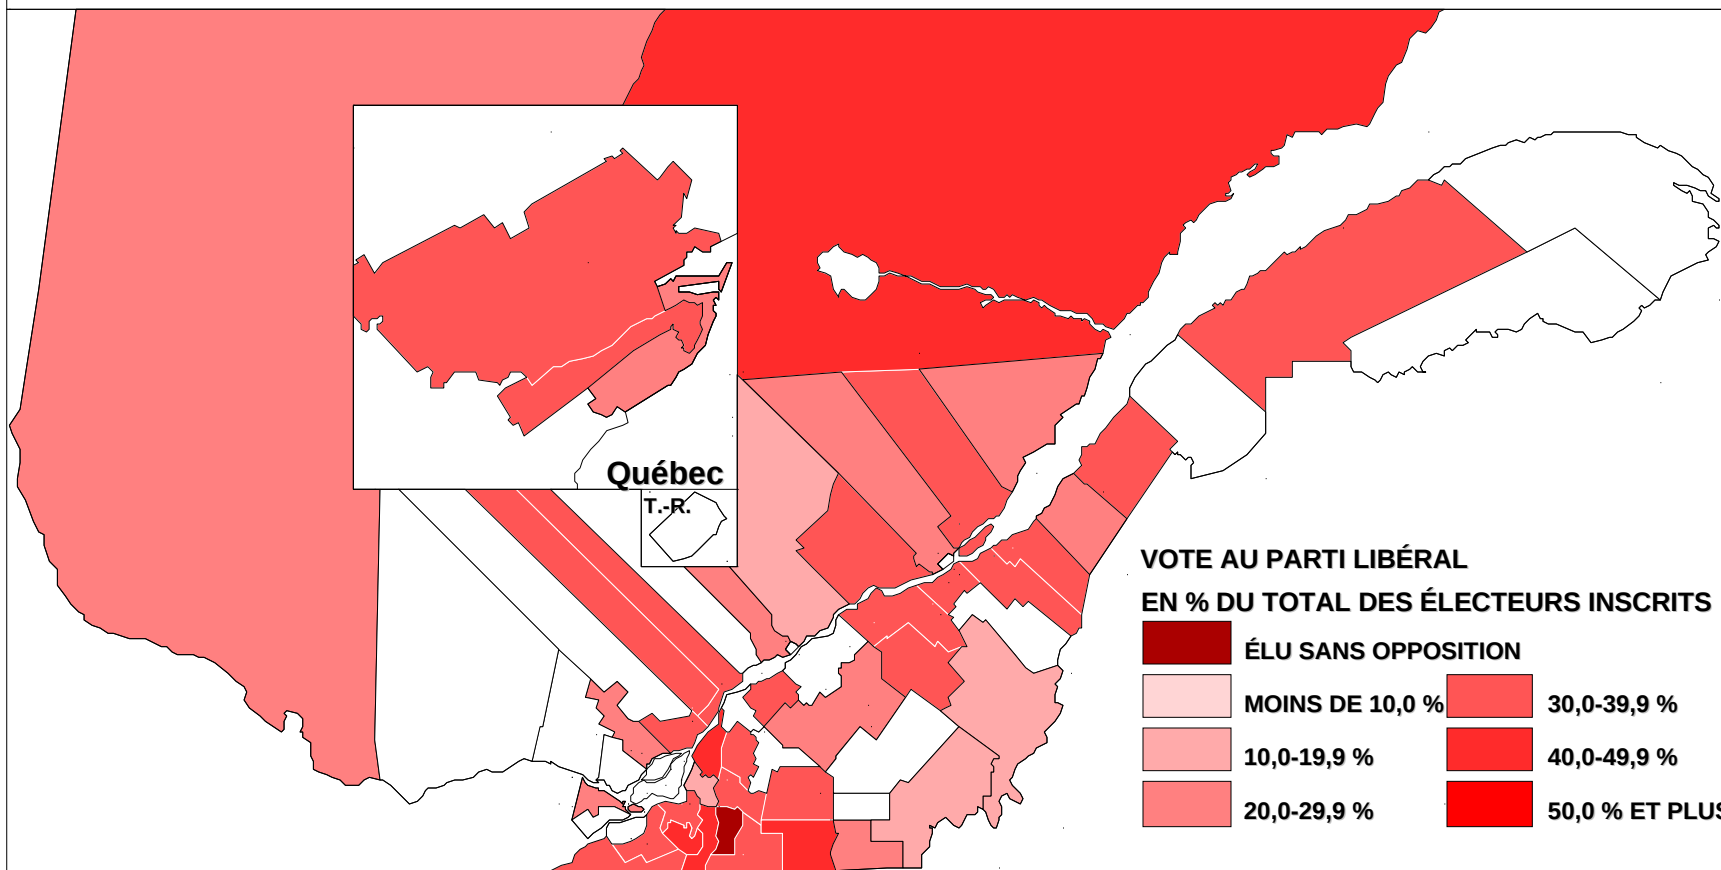 Québec
T.-R.
VOTE AU PARTI LIBÉRAL
EN % DU TOTAL DES ÉLECTEURS INSCRITS
ÉLU SANS OPPOSITION
MOINS DE 10,0 %
30,0-39,9 %
10,0-19,9 %
40,0-49,9 %
20,0-29,9 %
50,0 % ET PLUS